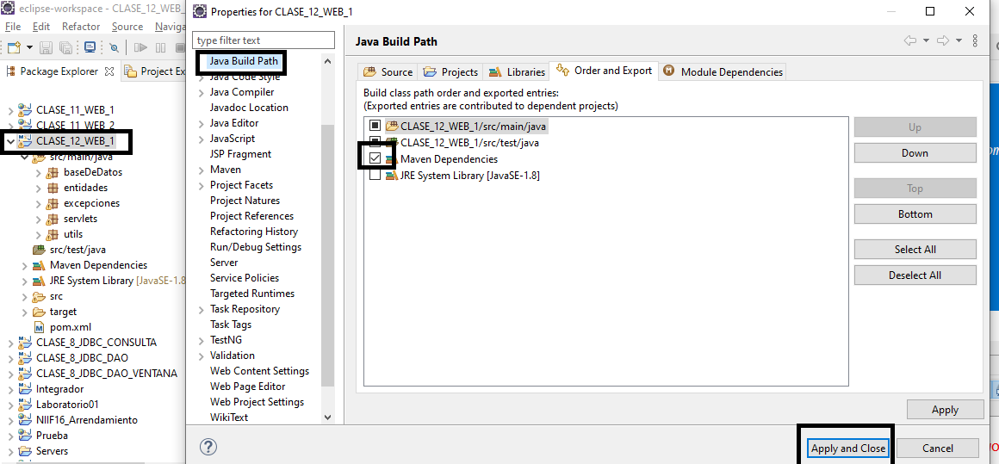 eclipse-workspace - CLASE_12_WEB_
File Edit Refactor Source Naviga
Package Explorer
Project Ex
CLASE_11_WEB_1
CLASE_11_WEB_2
CLASE_12_WEB_1
src/main/java
baseDeDatos
entidades
excepciones
servlets
utils
src/test/java
Maven Dependencies
JRE System Library [JavaSE-1.8
src
target
pom.xml
CLASE_8_JDBC_CONSULTA
CLASE_8_JDBC_DAO
CLASE_8_JDBC_DAO_VENTANA
Integrador
Laboratorio01
NIIF16_Arrendamiento
Prueba
Servers
Properties for CLASE_12_WEB_1
type filter text
Java Build Path
Java Code Style
Java Compiler
Javadoc Location
Java Editor
JavaScript
JSP Fragment
Maven
Project Facets
Project Natures
Project References
Refactoring History
Run/Debug Settings
Server
Service Policies
Targeted Runtimes
Task Repository
Task Tags
TestNG
Validation
Web Content Settings
Web Page Editor
Web Project Settings
WikiText
Java Build Path
Source Projects Libraries Order and Export Module Dependencies
Build class path order and exported entries:
(Exported entries are contributed to dependent projects)
CLASE_12_WEB_1/src/main/java
CLASE_12_WEB_1/src/test/java
Maven Dependencies
JRE System Library [JavaSE-1.8]
Up
Down
Top
Bottom
Select All
Deselect All
Apply
Apply and Close
Cancel